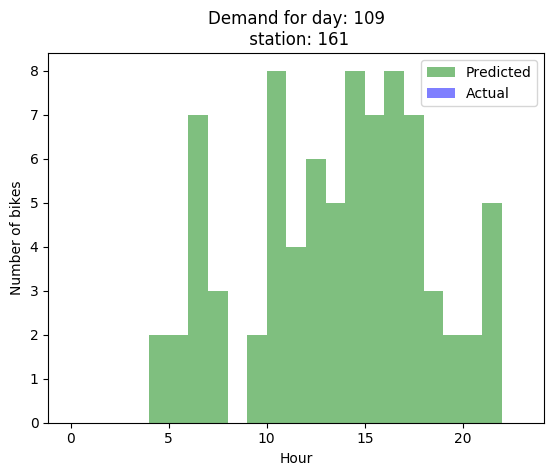 Demand for day: 109
station: 161
Predicted
Actual
Number of bikes
8
7
6
5
4
3
2
1
0
0 5 10 15 20
Hour